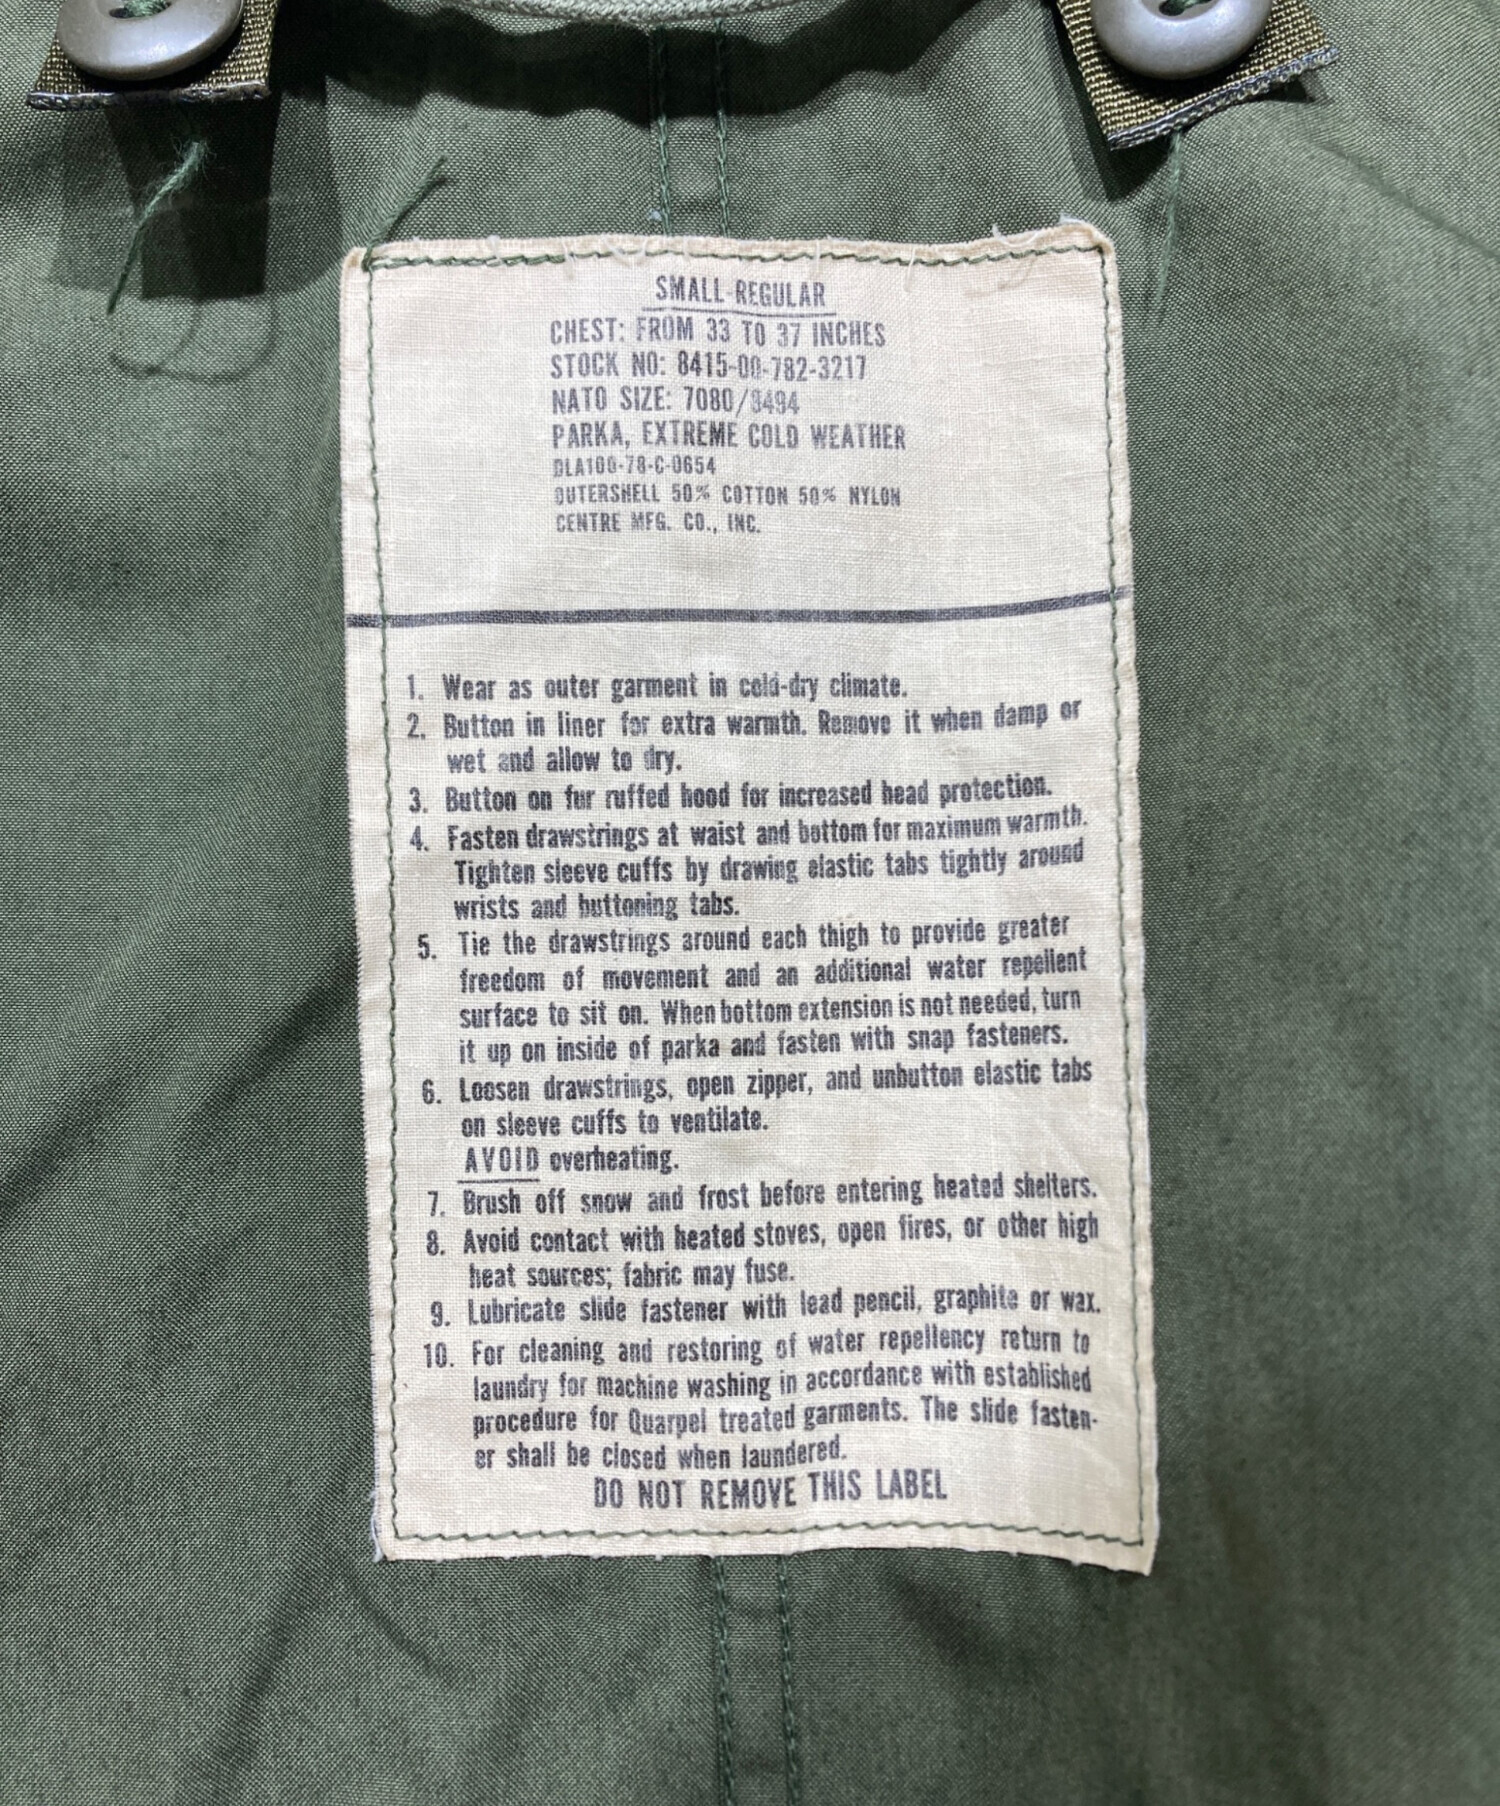 SMALL-REGULAR
CHEST: FROM 33 TO 37 INCHES
STOCK NO: 8415-00-782-3217
NATO SIZE: 7080/9494
PARKA, EXTREME COLD WEATHER
DLA100-78-C-0654
OUTERSHELL 50% COTTON 50% NYLON
CENTRE MFG. CO., INC.
1. Wear as outer garment in cold-dry climate.
2. Button in liner for extra warmth. Remove it when damp or
wet and allow to dry.
3. Button on fur ruffed hood for increased head protection.
4. Fasten drawstrings at waist and bottom for maximum warmth.
Tighten sleeve cuffs by drawing elastic tabs tightly around
wrists and buttoning tabs.
5. Tie the drawstrings around each thigh to provide greater
freedom of movement and an additional water repellent
surface to sit on. When bottom extension is not needed, turn
it up on inside of parka and fasten with snap fasteners.
6. Loosen drawstrings, open zipper, and unbutton elastic tabs
on sleeve cuffs to ventilate.
AVOID overheating.
7. Brush off snow and frost before entering heated shelters.
8. Avoid contact with heated stoves, open fires, or other high
heat sources; fabric may fuse.
9. Lubricate slide fastener with lead pencil, graphite or wax.
10. For cleaning and restoring of water repellency return to
laundry for machine washing in accordance with established
procedure for Quarpel treated garments. The slide fasten-
er shall be closed when laundered.
DO NOT REMOVE THIS LABEL